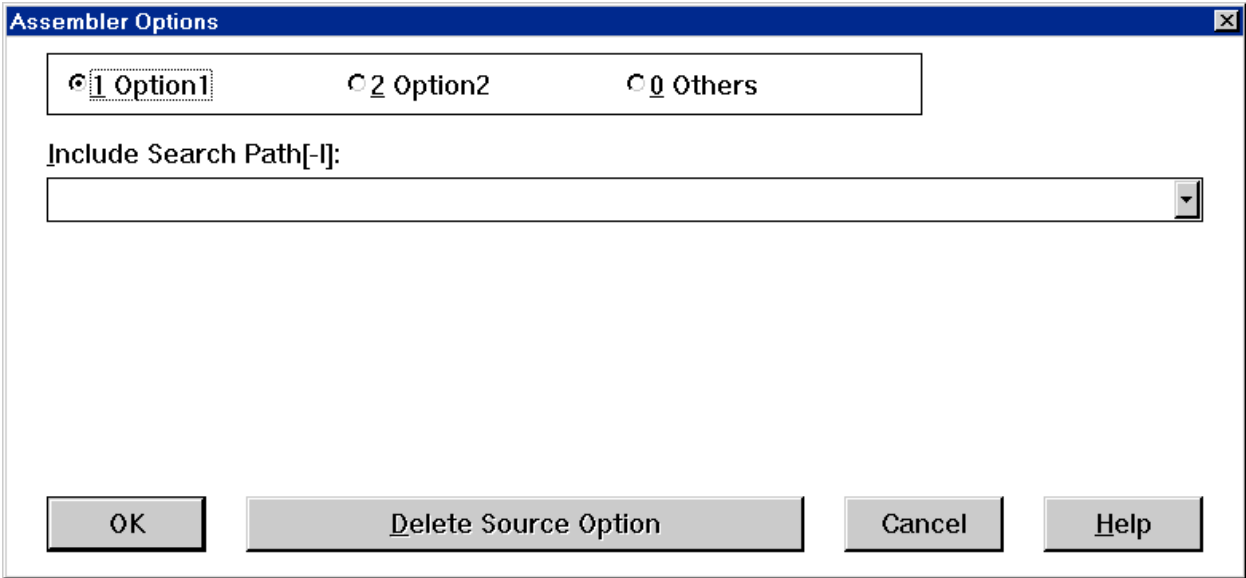 Assembler Options
1 Option1 2 Option2 0 Others
Include Search Path[-I]:
OK Delete Source Option Cancel Help